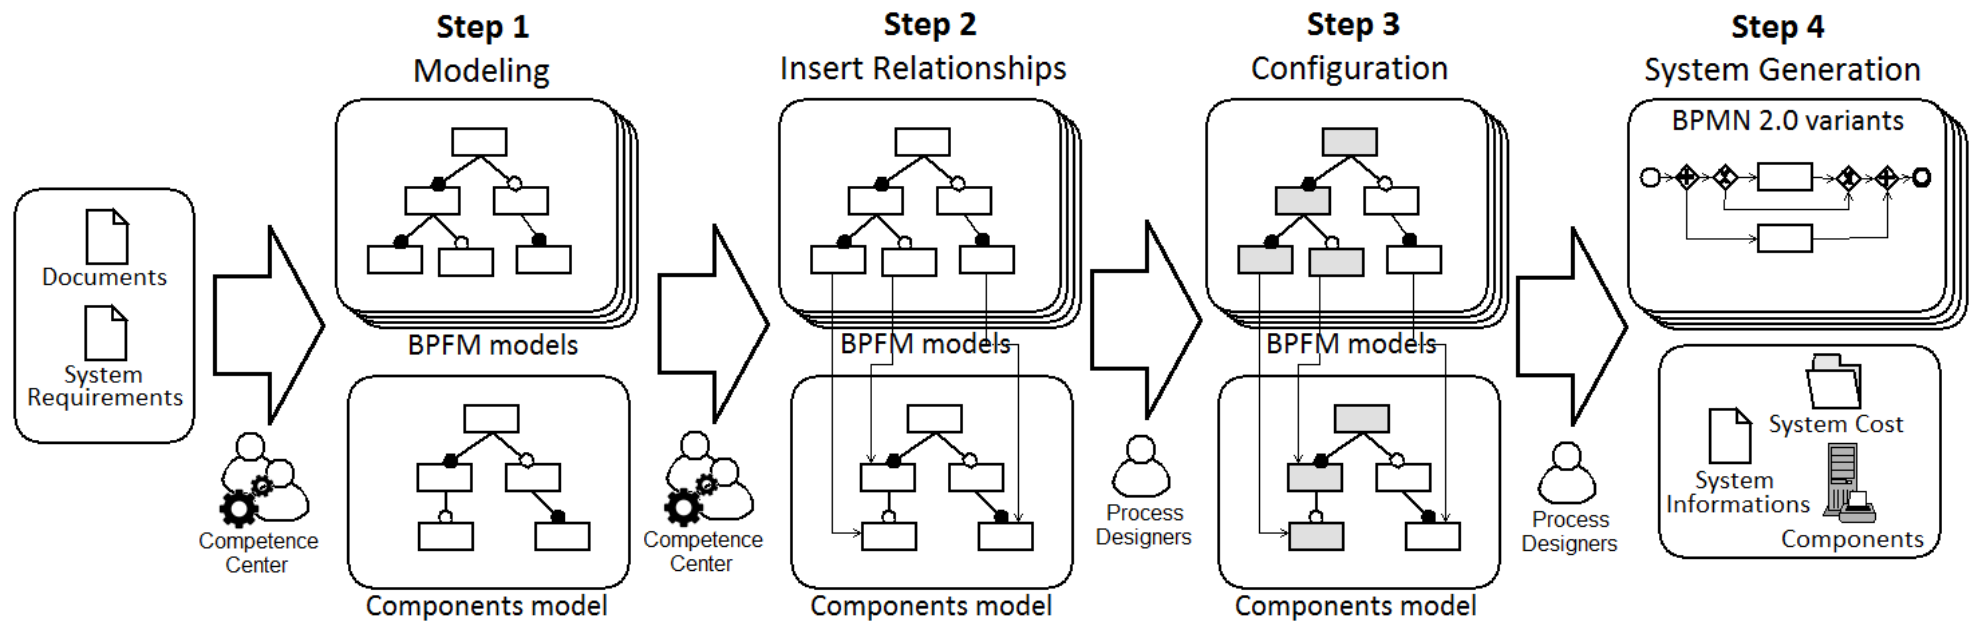 Step 1
Modeling
Step 2
Insert Relationships
Step 3
Configuration
Step 4
System Generation
Documents
System
Requirements
Competence
Center
BPFM models
Components model
Competence
Center
BPFM models
Components model
Process
Designers
BPFM models
Components model
Process
Designers
BPMN 2.0 variants
System Cost
System
Informations
Components